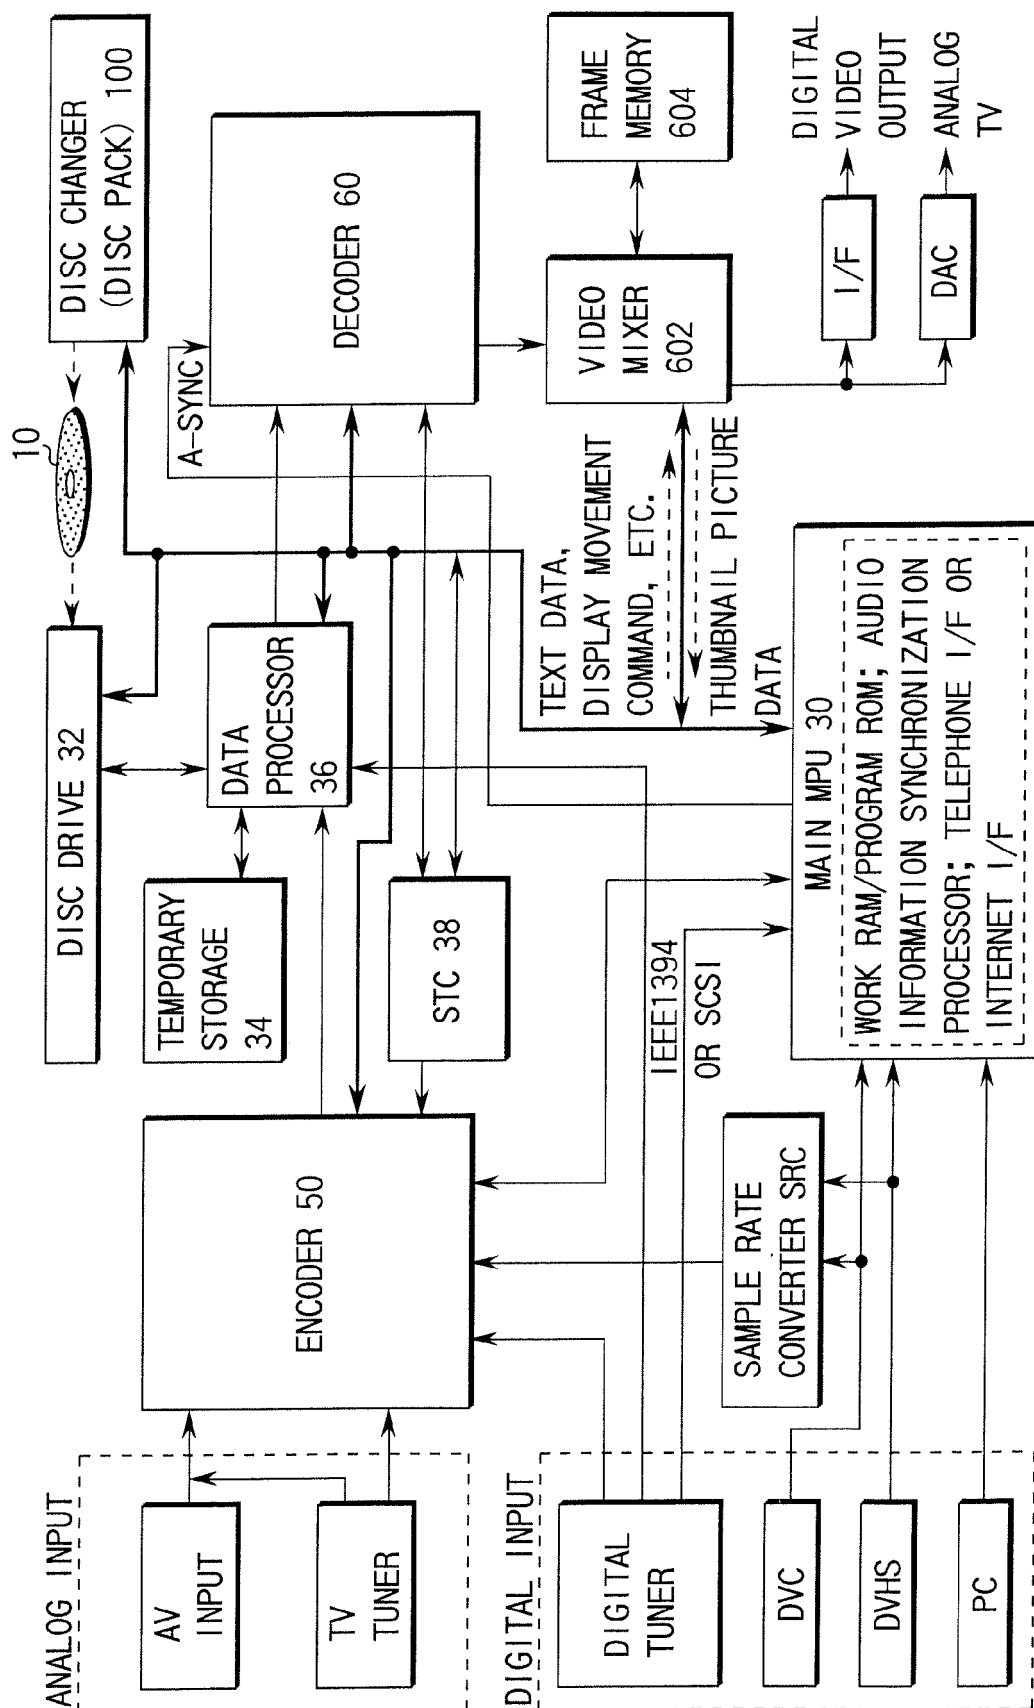 ANALOG INPUT
AV
INPUT
TV
TUNER
DIGITAL INPUT
DIGITAL
TUNER
DVC
DVHS
PC
ENCODER 50
SAMPLE RATE
CONVERTER SRC
IEEE1394
OR SCSI
DISC DRIVE 32
TEMPORARY
STORAGE
34
DATA
PROCESSOR
36
STC 38
10
DISC CHANGER
(DISC PACK) 100
A-SYNC
DECODER 60
TEXT DATA,
DISPLAY MOVEMENT
COMMAND, ETC.
THUMBNAIL PICTURE
DATA
MAIN MPU 30
WORK RAM/PROGRAM ROM; AUDIO
INFORMATION SYNCHRONIZATION
PROCESSOR; TELEPHONE I/F OR
INTERNET I/F
VIDEO
MIXER
602
FRAME
MEMORY
604
I/F
DAC
DIGITAL
VIDEO
OUTPUT
ANALOG
TV